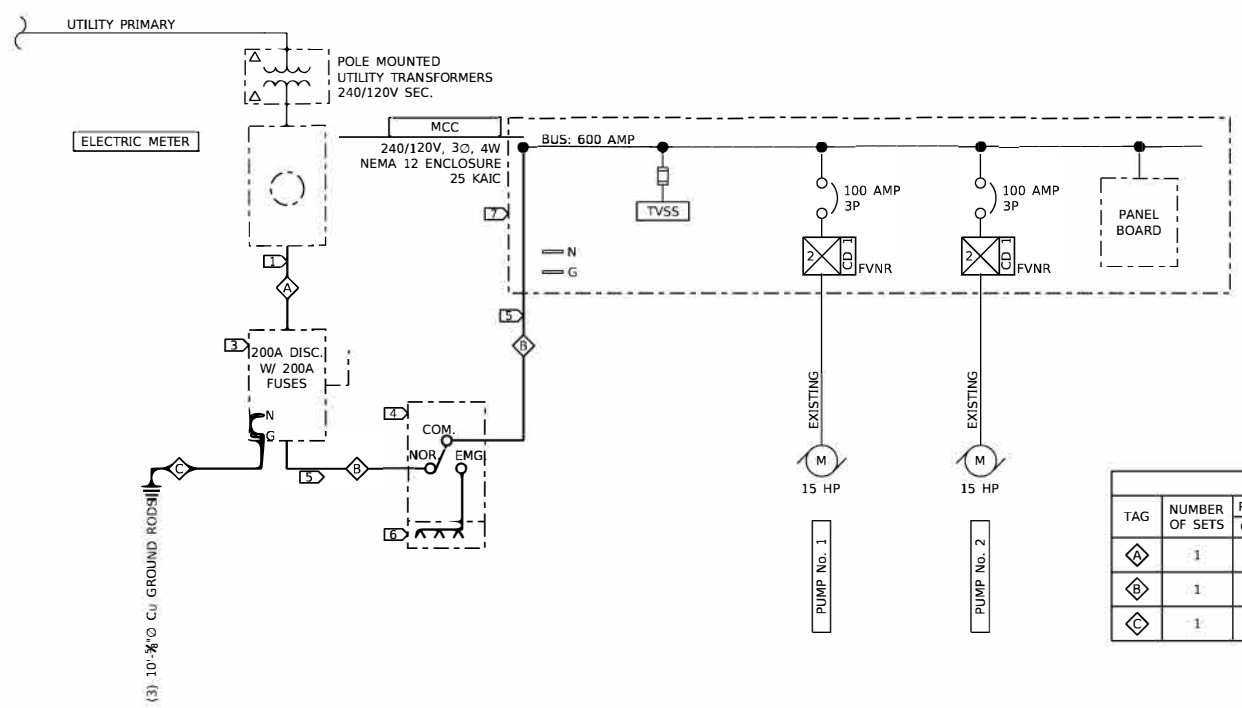 UTILITY PRIMARY
POLE MOUNTED
UTILITY TRANSFORMERS
240/120V SEC.
ELECTRIC METER
MCC
240/120V, 3∅, 4W
NEMA 12 ENCLOSURE
25 KAIC
BUS: 600 AMP
TVSS
N
G
7
100 AMP
3P
2
CD 1
FVNR
100 AMP
3P
2
CD 1
FVNR
PANEL
BOARD
1
A
3
200A DISC.
W/ 200A
FUSES
N
G
C
5
B
4
COM.
NOR.
EMG.
6
5
B
(3) 10'-⅝"∅ Cu GROUND RODS
EXISTING
M
15 HP
PUMP No. 1
EXISTING
M
15 HP
PUMP No. 2
TAG
NUMBER
OF SETS
A
1
B
1
C
1